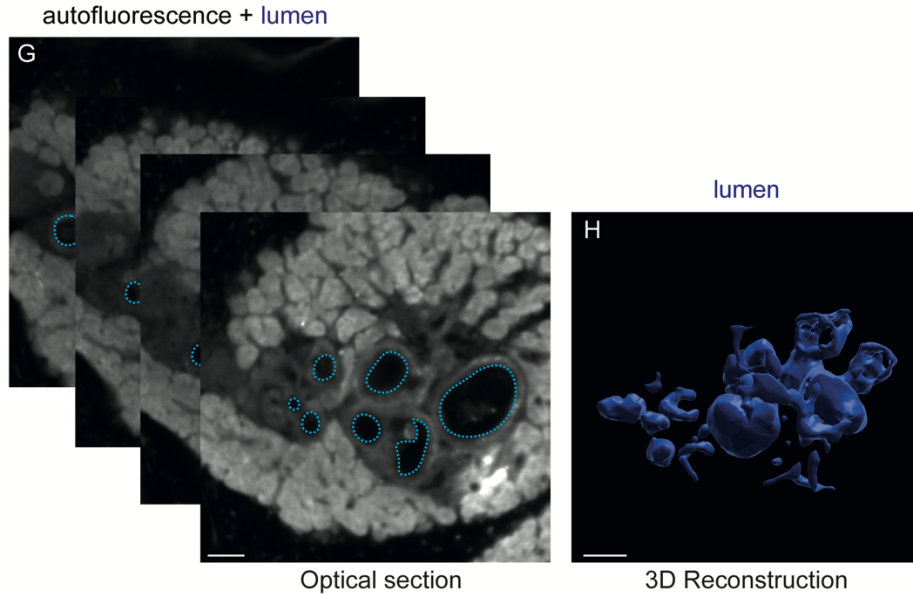 autofluorescence + lumen
G
lumen
H
Optical section
3D Reconstruction